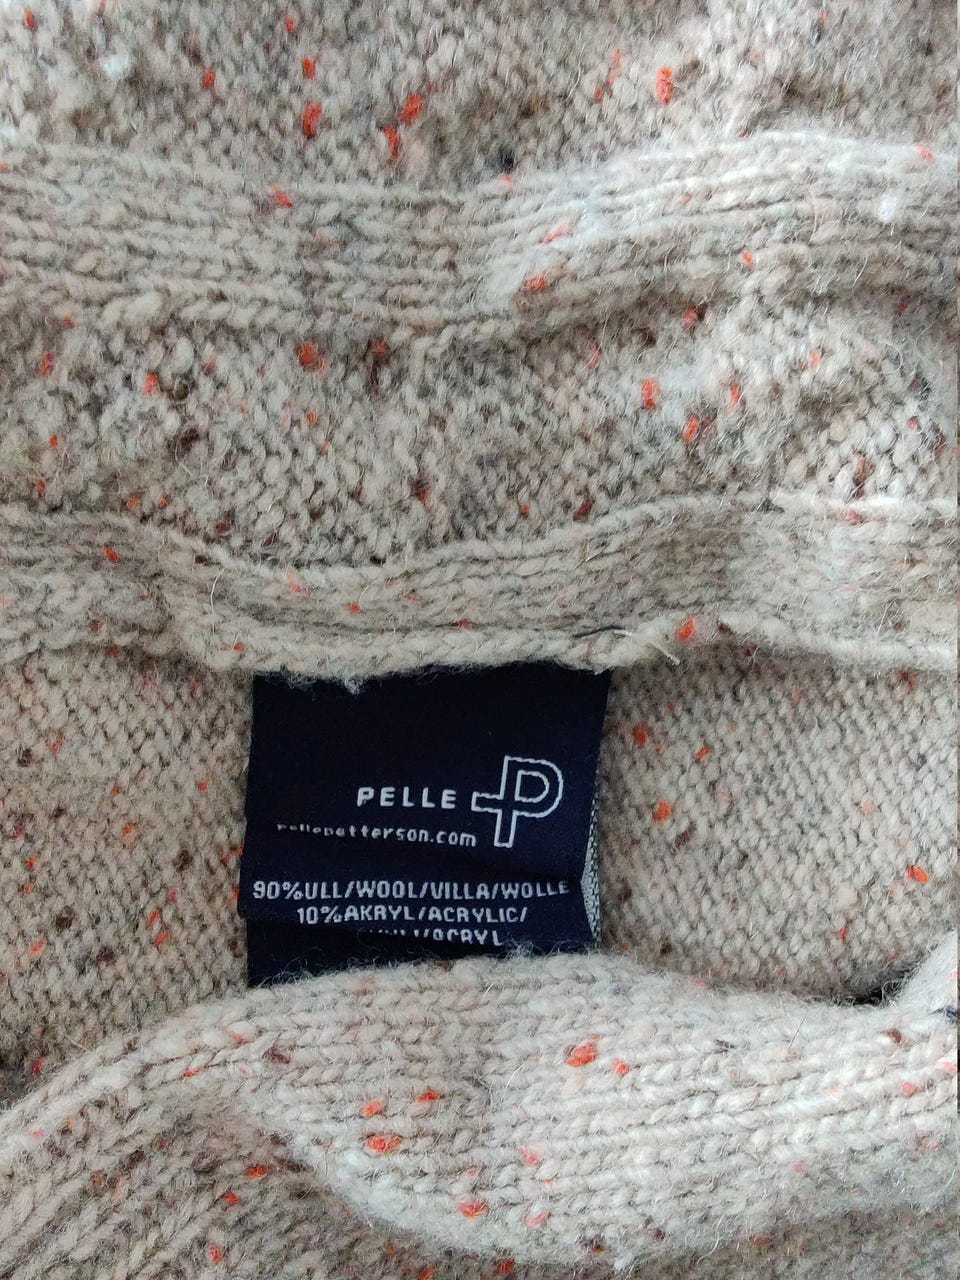 PELLE P
pellepetterson.com
90%ULL/WOOL/VILLA/WOLLE
10%AKRYL/ACRYLIC/